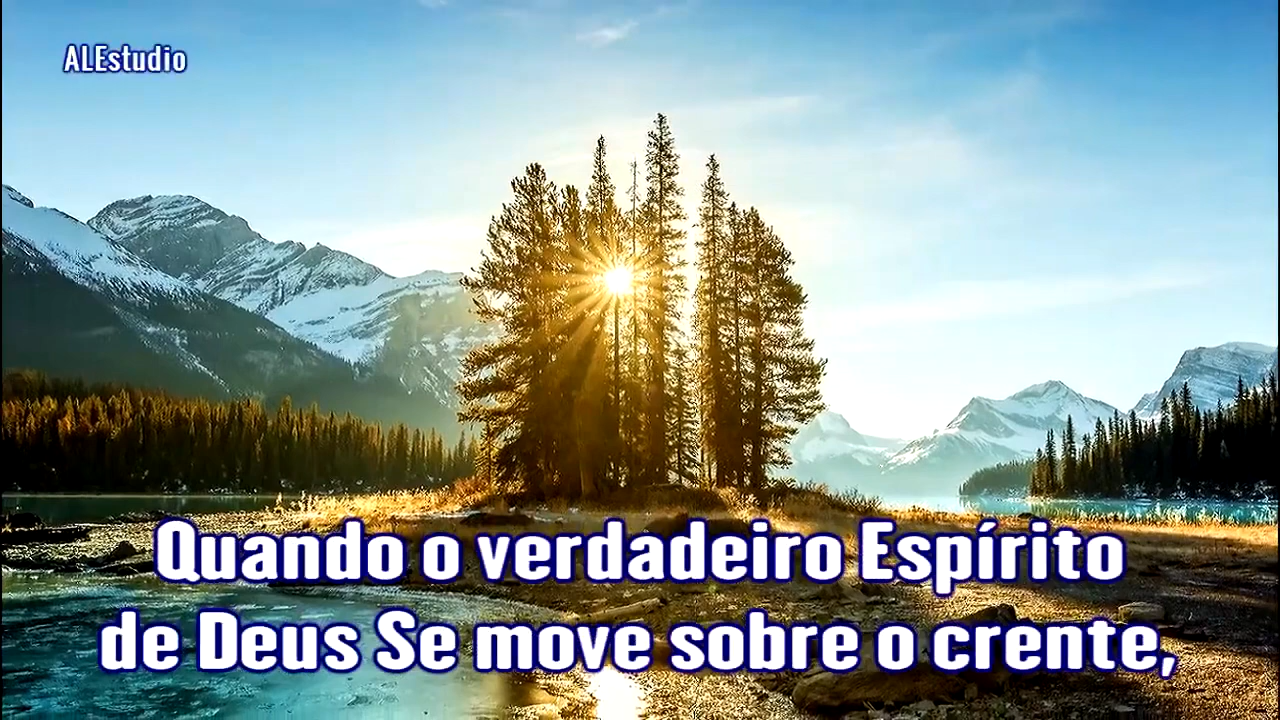 ALEstudio
Quando o verdadeiro Espírito
de Deus Se move sobre o crente,